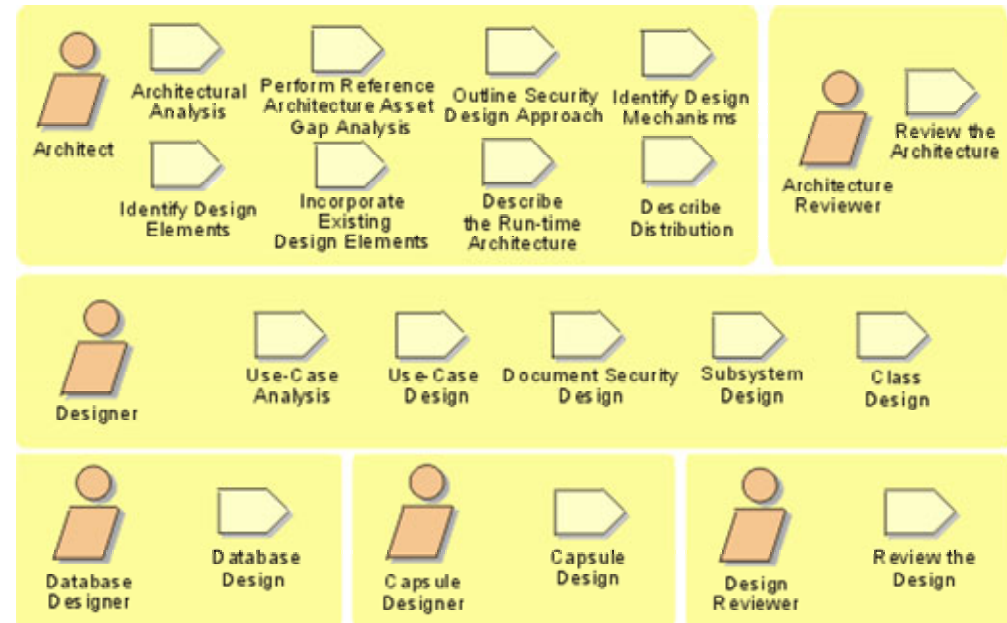 Architect
Architectural
Analysis
Perform Reference
Architecture Asset
Gap Analysis
Outline Security
Design Approach
Identify Design
Mechanisms
Identify Design
Elements
Incorporate
Existing
Design Elements
Describe
the Run-time
Architecture
Describe
Distribution
Architecture
Reviewer
Review the
Architecture
Designer
Use-Case
Analysis
Use-Case
Design
Document Security
Design
Subsystem
Design
Class
Design
Database
Designer
Database
Design
Capsule
Designer
Capsule
Design
Design
Reviewer
Review the
Design